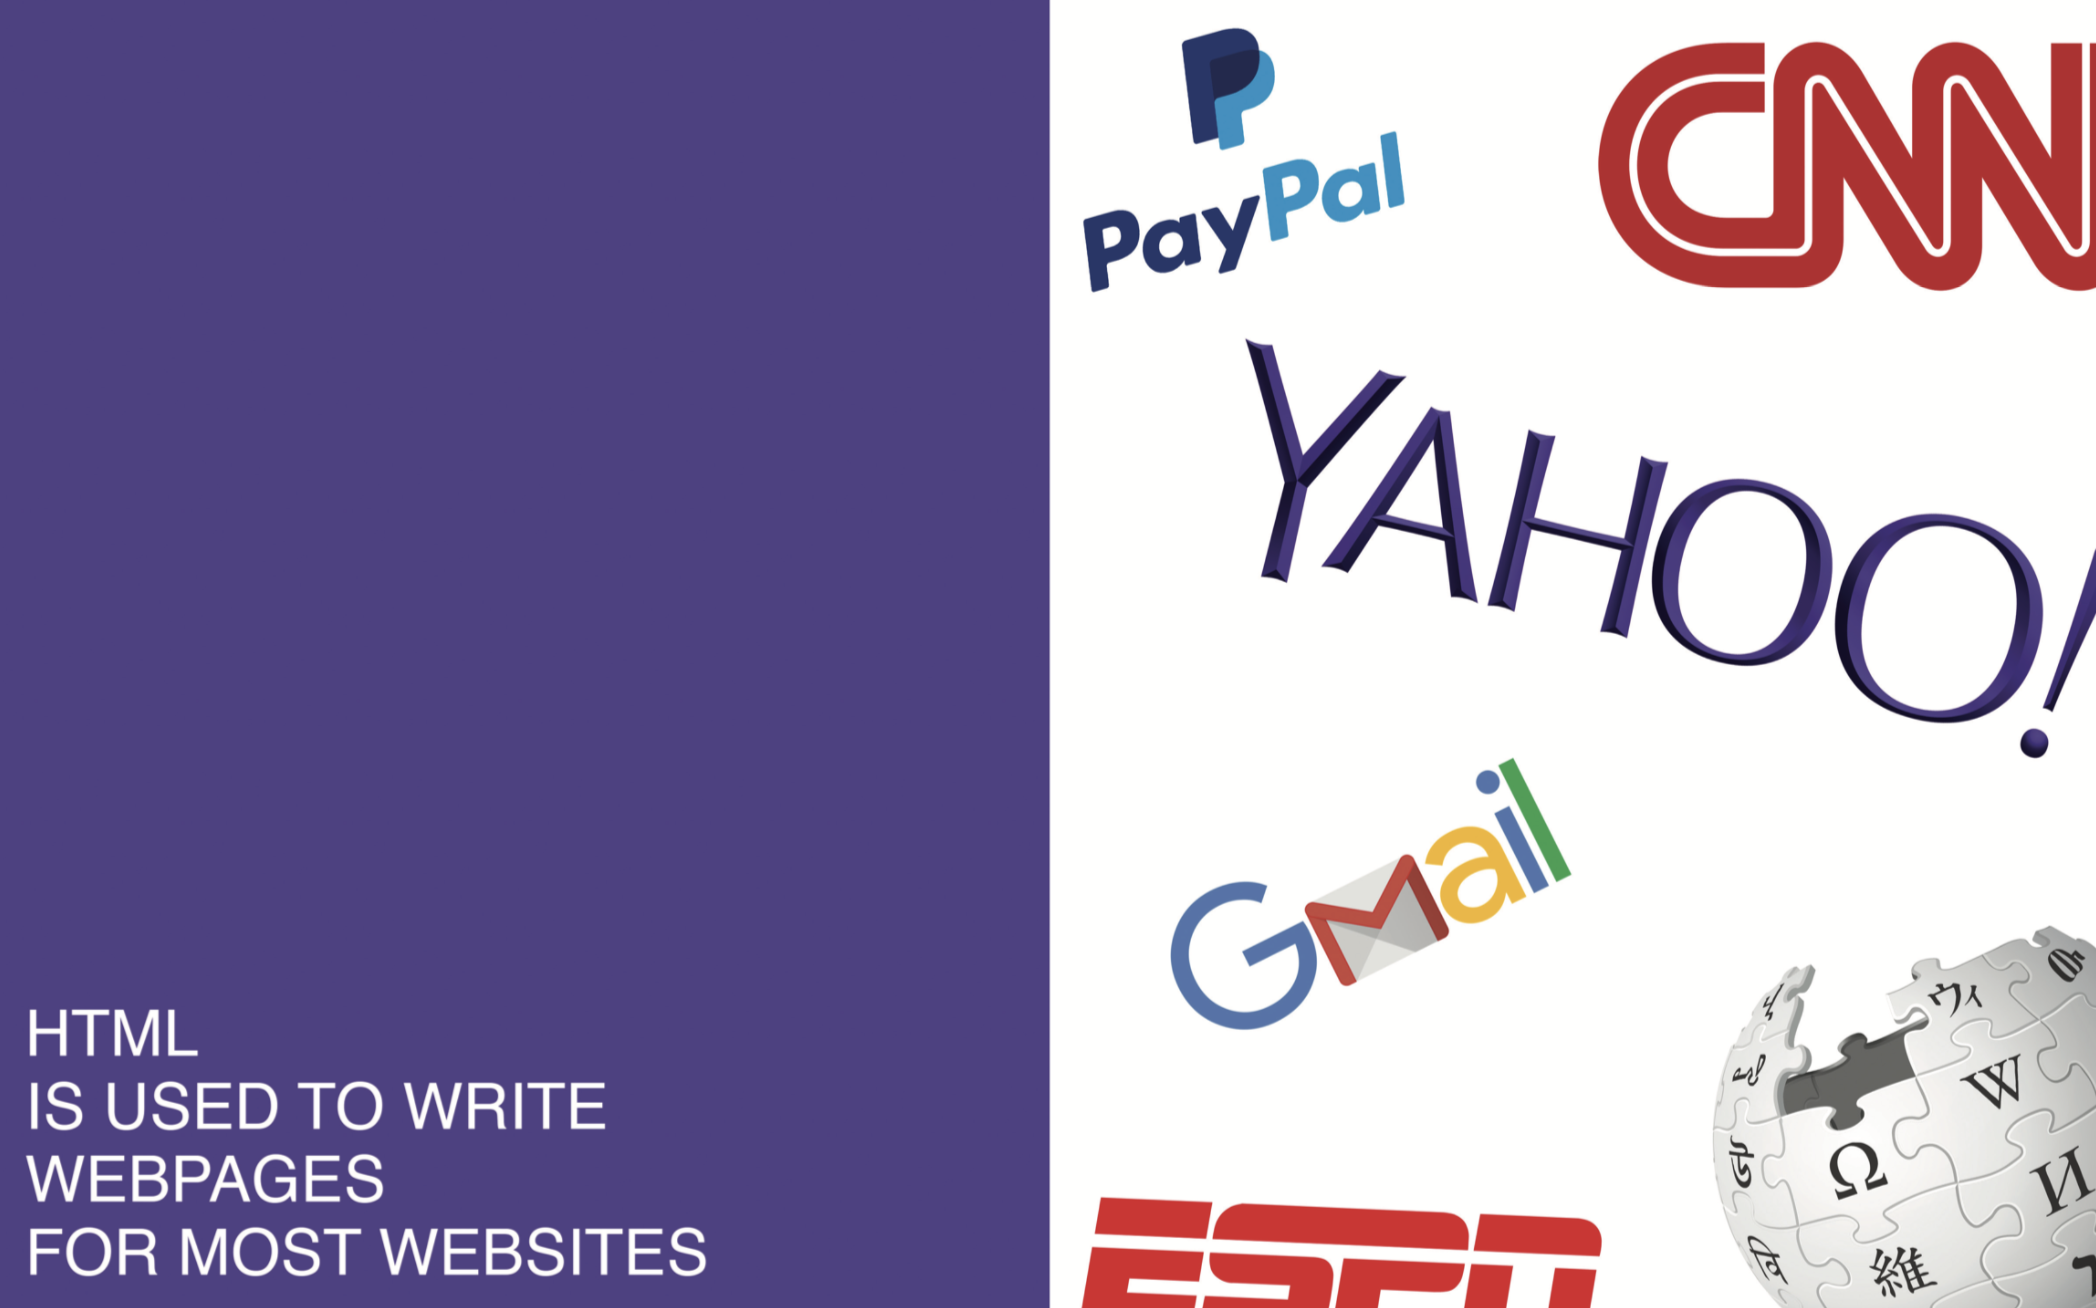 HTML
IS USED TO WRITE
WEBPAGES
FOR MOST WEBSITES
PayPal
CNN
YAHOO!
Gmail
ウィ
W
Ω
И
維
ESPN